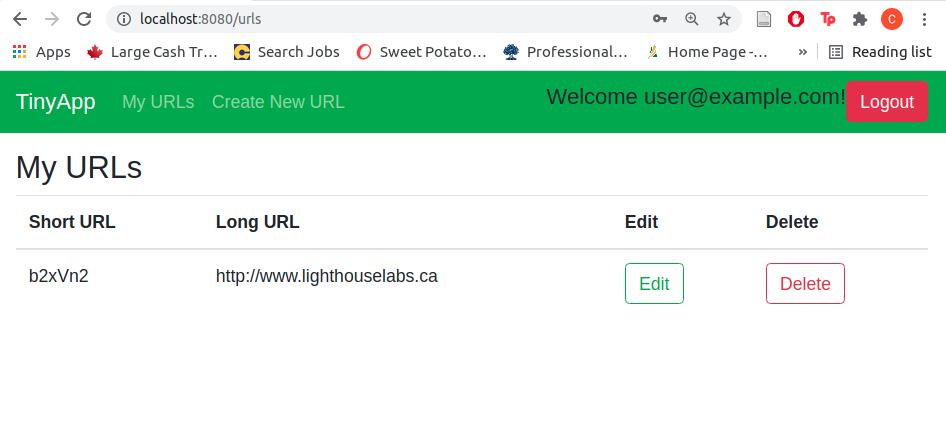 localhost:8080/urls
C
Apps Large Cash Tr… Search Jobs Sweet Potato… Professional… Home Page -… » Reading list
TinyApp My URLs Create New URL Welcome user@example.com! Logout
My URLs
Short URL Long URL Edit Delete
b2xVn2 http://www.lighthouselabs.ca Edit Delete